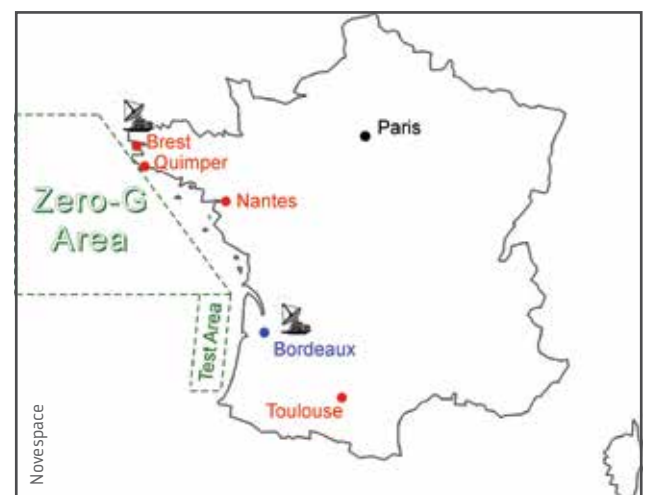 Paris
Brest
Quimper
Nantes
Zero-G
Area
Test Area
Bordeaux
Toulouse
Novespace